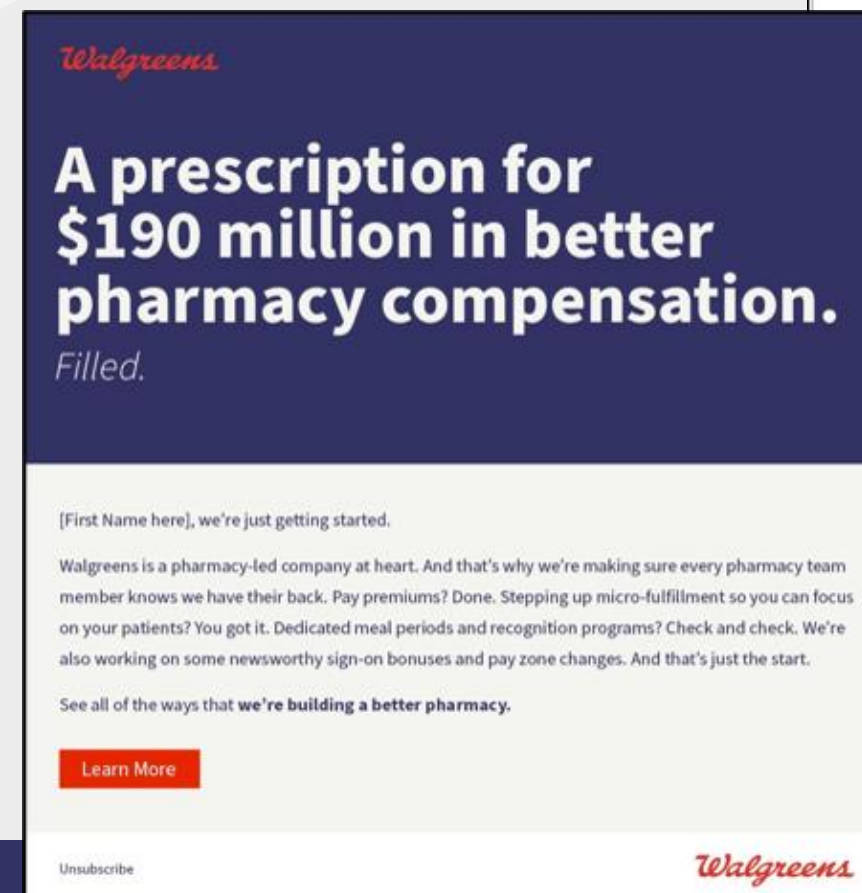 Walgreens
A prescription for
$190 million in better
pharmacy compensation.
Filled.
[First Name here], we're just getting started.
Walgreens is a pharmacy-led company at heart. And that's why we're making sure every pharmacy team
member knows we have their back. Pay premiums? Done. Stepping up micro-fulfillment so you can focus
on your patients? You got it. Dedicated meal periods and recognition programs? Check and check. We're
also working on some newsworthy sign-on bonuses and pay zone changes. And that's just the start.
See all of the ways that we're building a better pharmacy.
Learn More
Unsubscribe
Walgreens